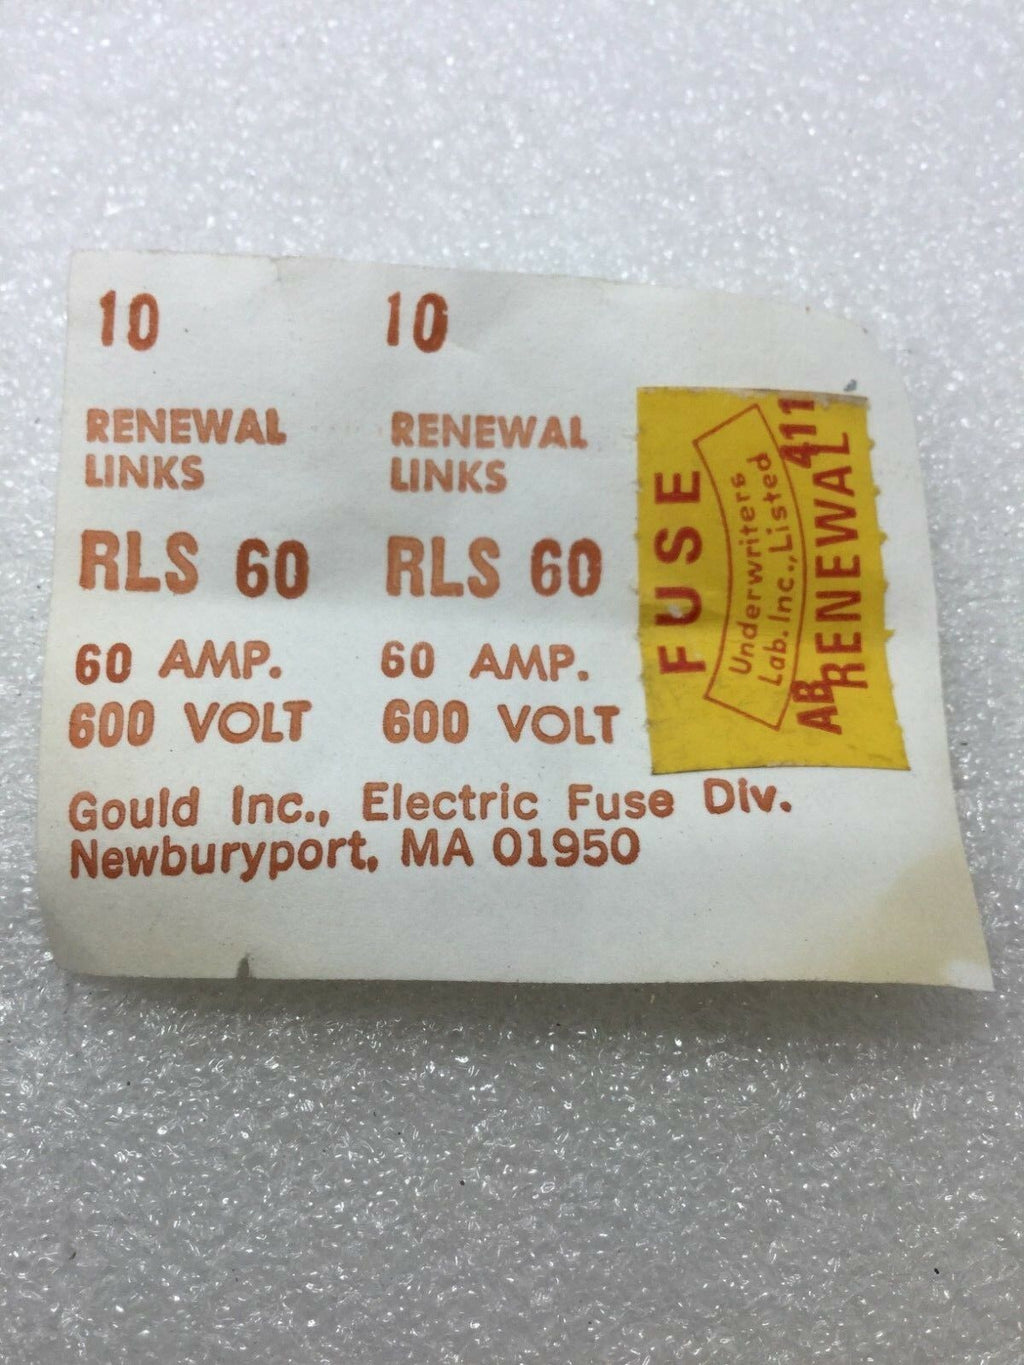 10 10
RENEWAL RENEWAL
LINKS LINKS
RLS 60 RLS 60
60 AMP. 60 AMP.
600 VOLT 600 VOLT
Gould Inc., Electric Fuse Div.
Newburyport, MA 01950
FUSE
Underwriters
Lab. Inc., Listed
AB 411
RENEWAL